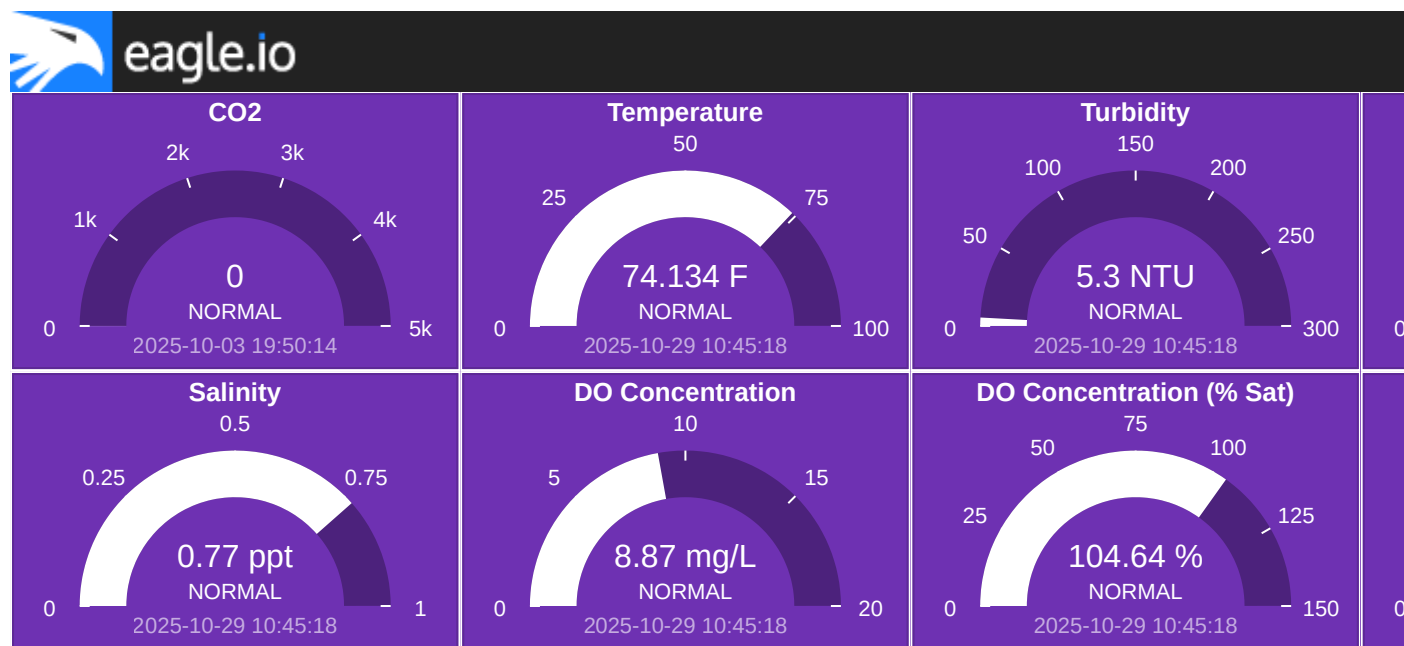 eagle.io
CO2
2k
3k
1k
4k
0
NORMAL
0
5k
2025-10-03 19:50:14
Temperature
50
25
75
74.134 F
NORMAL
0
100
2025-10-29 10:45:18
Turbidity
150
100
200
50
250
5.3 NTU
NORMAL
0
300
2025-10-29 10:45:18
0
Salinity
0.5
0.25
0.75
0.77 ppt
NORMAL
0
1
2025-10-29 10:45:18
DO Concentration
10
5
15
8.87 mg/L
NORMAL
0
20
2025-10-29 10:45:18
DO Concentration (% Sat)
75
50
100
25
125
104.64 %
NORMAL
0
150
2025-10-29 10:45:18
0